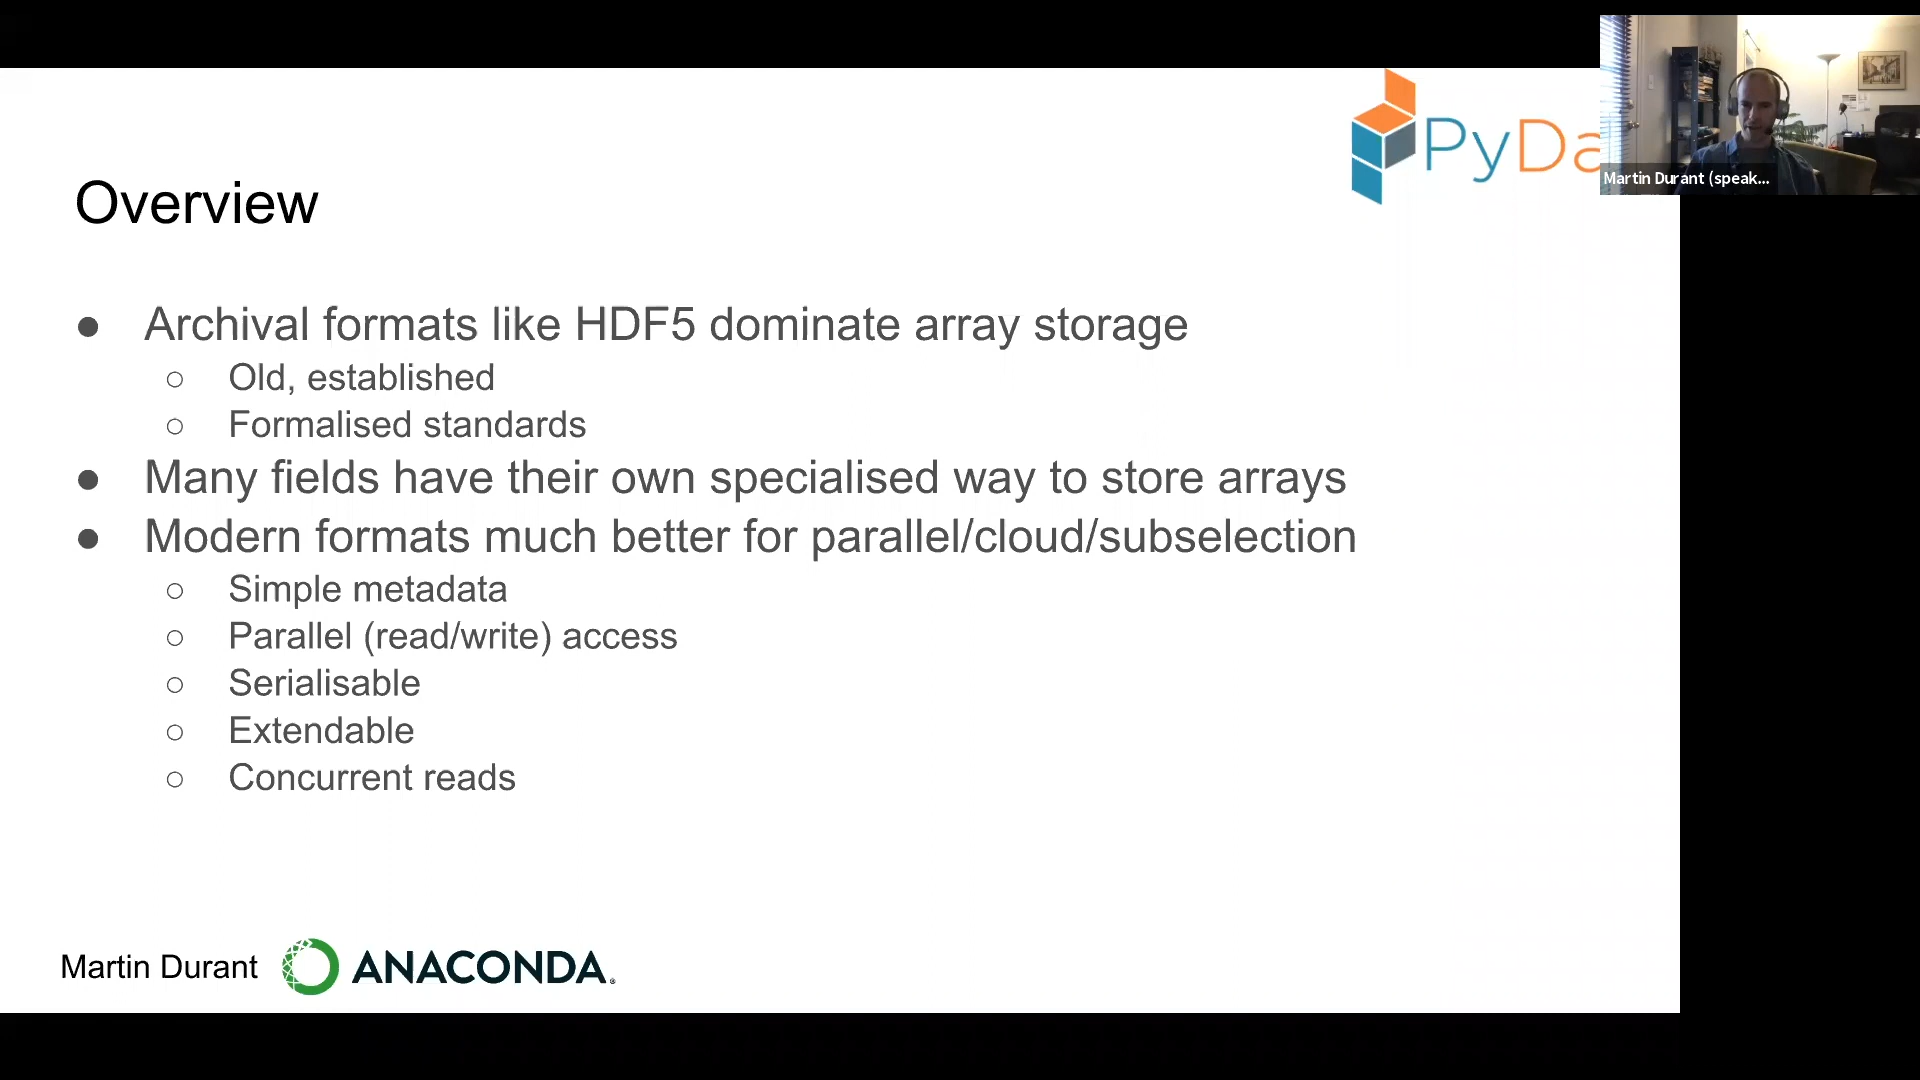 PyDa
Martin Durant (speak...
Overview
● Archival formats like HDF5 dominate array storage
○ Old, established
○ Formalised standards
● Many fields have their own specialised way to store arrays
● Modern formats much better for parallel/cloud/subselection
○ Simple metadata
○ Parallel (read/write) access
○ Serialisable
○ Extendable
○ Concurrent reads
Martin Durant ANACONDA®